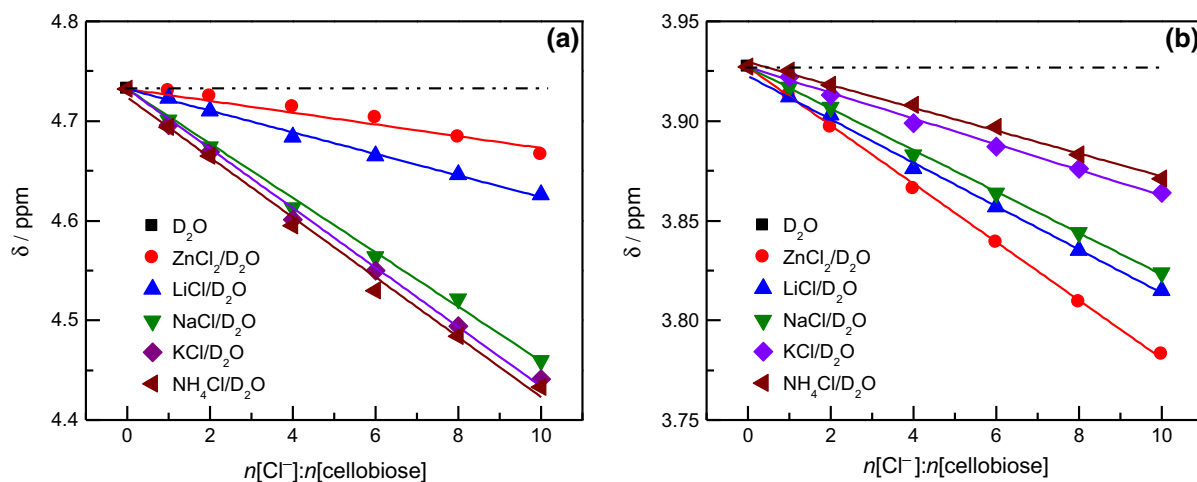 (a)
4.8
4.7
4.6
4.5
4.4
δ / ppm
D₂O
ZnCl₂/D₂O
LiCl/D₂O
NaCl/D₂O
KCl/D₂O
NH₄Cl/D₂O
0 2 4 6 8 10
n[Cl⁻]:n[cellobiose]
(b)
3.95
3.90
3.85
3.80
3.75
δ / ppm
D₂O
ZnCl₂/D₂O
LiCl/D₂O
NaCl/D₂O
KCl/D₂O
NH₄Cl/D₂O
0 2 4 6 8 10
n[Cl⁻]:n[cellobiose]